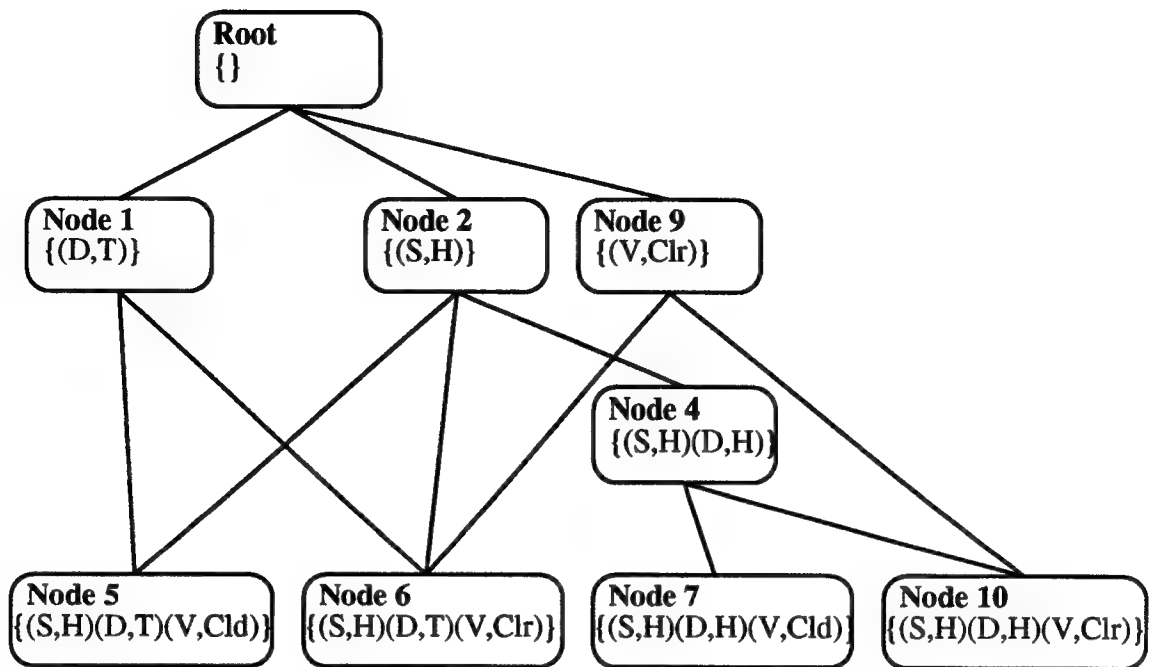 Root
{}
Node 1
{(D,T)}
Node 2
{(S,H)}
Node 9
{(V,Clr)}
Node 4
{(S,H)(D,H)}
Node 5
{(S,H)(D,T)(V,Cld)}
Node 6
{(S,H)(D,T)(V,Clr)}
Node 7
{(S,H)(D,H)(V,Cld)}
Node 10
{(S,H)(D,H)(V,Clr)}